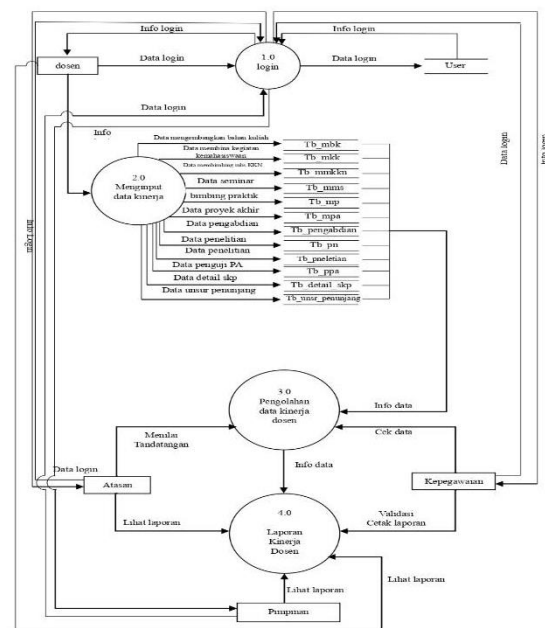 Info login
Info login
1.0
login
dosen
Data login
Data login
User
Data login
Info
Data login
Info login
Info Login
Data mengembangkan bahan kuliah
Tb_mbk
Data membina kegiatan
kemahasiswaan
Tb_mkk
Data membimbing mhs KKN
Tb_mmkkn
2.0
Menginput
data kinerja
Data seminar
Tb_mms
bimbing praktik
Tb_mp
Data proyek akhir
Tb_mpa
Data pengabdian
Tb_pengabdian
Data penelitian
Tb_pn
Data penelitian
Tb_pneletian
Data penguji PA
Tb_ppa
Data detail skp
Tb_detail_skp
Data unsur penunjang
Tb_unsr_penunjang
3.0
Pengolahan
data kinerja
dosen
Info data
Menilai
Tandatangan
Cek data
Data login
Info data
Atasan
Kepegawaian
4.0
Laporan
Kinerja
Dosen
Lihat laporan
Validasi
Cetak laporan
Lihat laporan
Lihat laporan
Pimpinan